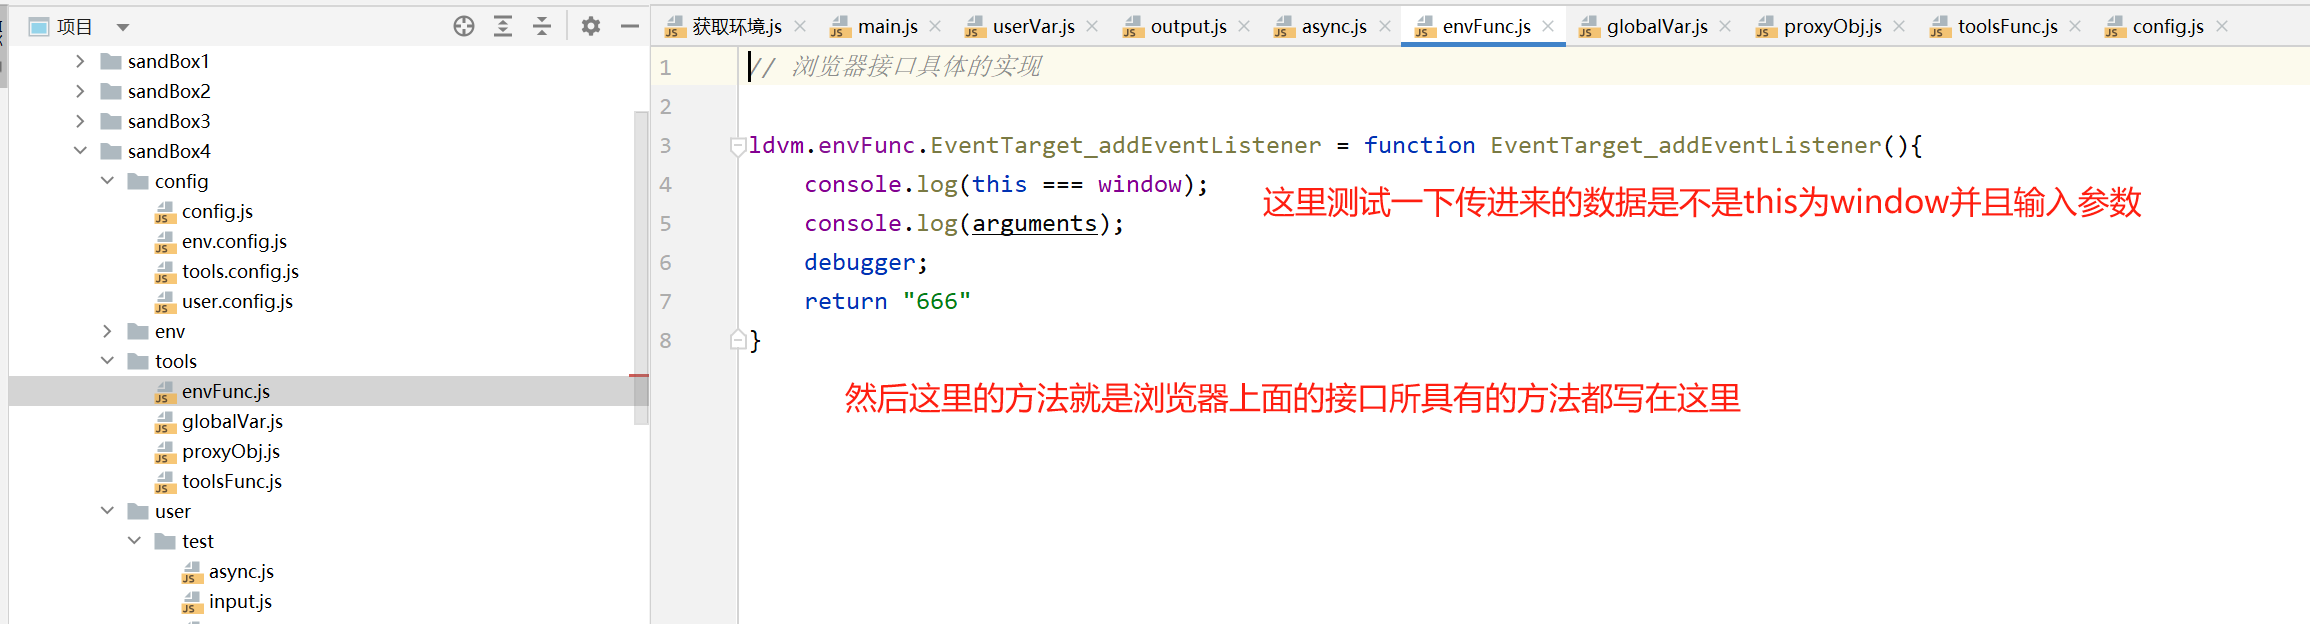 项目
获取环境.js
main.js
userVar.js
output.js
async.js
envFunc.js
globalVar.js
proxyObj.js
toolsFunc.js
config.js
sandBox1
sandBox2
sandBox3
sandBox4
config
config.js
env.config.js
tools.config.js
user.config.js
env
tools
envFunc.js
globalVar.js
proxyObj.js
toolsFunc.js
user
test
async.js
input.js
1 // 浏览器接口具体的实现
2
3 ldvm.envFunc.EventTarget_addEventListener = function EventTarget_addEventListener(){
4 console.log(this === window);
这里测试一下传进来的数据是不是this为window并且输入参数
5 console.log(arguments);
6 debugger;
7 return "666"
8 }
然后这里的方法就是浏览器上面的接口所具有的方法都写在这里